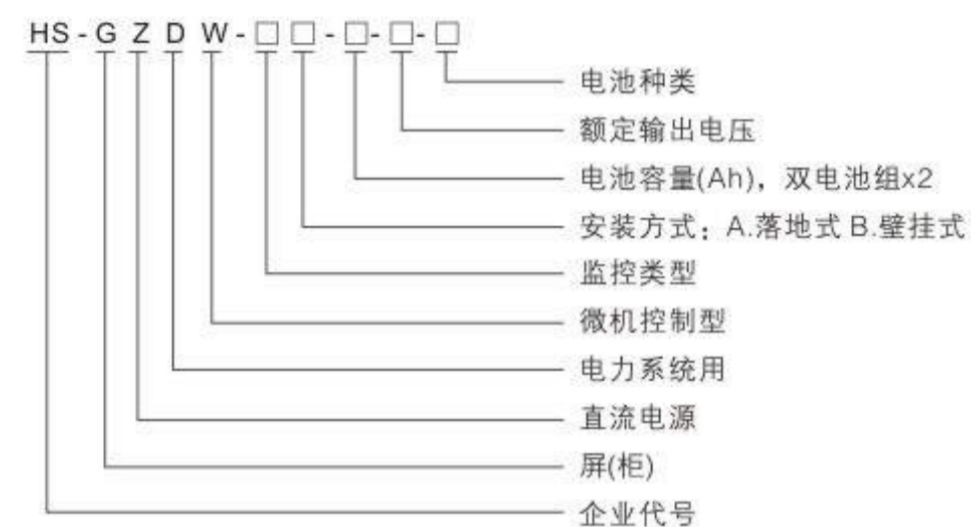 HS-GZDW-□□-□-□-□
电池种类
额定输出电压
电池容量(Ah)，双电池组x2
安装方式：A.落地式 B.壁挂式
监控类型
微机控制型
电力系统用
直流电源
屏(柜)
企业代号